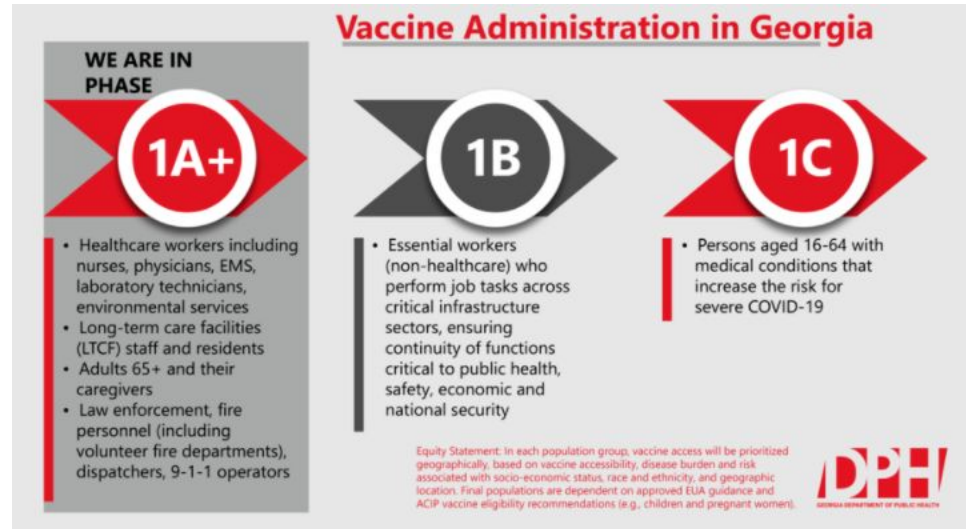 Vaccine Administration in Georgia
WE ARE IN
PHASE
1A+
• Healthcare workers including
nurses, physicians, EMS,
laboratory technicians,
environmental services
• Long-term care facilities
(LTCF) staff and residents
• Adults 65+ and their
caregivers
• Law enforcement, fire
personnel (including
volunteer fire departments),
dispatchers, 9-1-1 operators
1B
• Essential workers
(non-healthcare) who
perform job tasks across
critical infrastructure
sectors, ensuring
continuity of functions
critical to public health,
safety, economic and
national security
1C
• Persons aged 16-64 with
medical conditions that
increase the risk for
severe COVID-19
Equity Statement: In each population group, vaccine access will be prioritized
geographically, based on vaccine accessibility, disease burden and risk
associated with socio-economic status, race and ethnicity, and geographic
location. Final populations are dependent on approved EUA guidance and
ACIP vaccine eligibility recommendations (e.g., children and pregnant women).
DPH
GEORGIA DEPARTMENT OF PUBLIC HEALTH